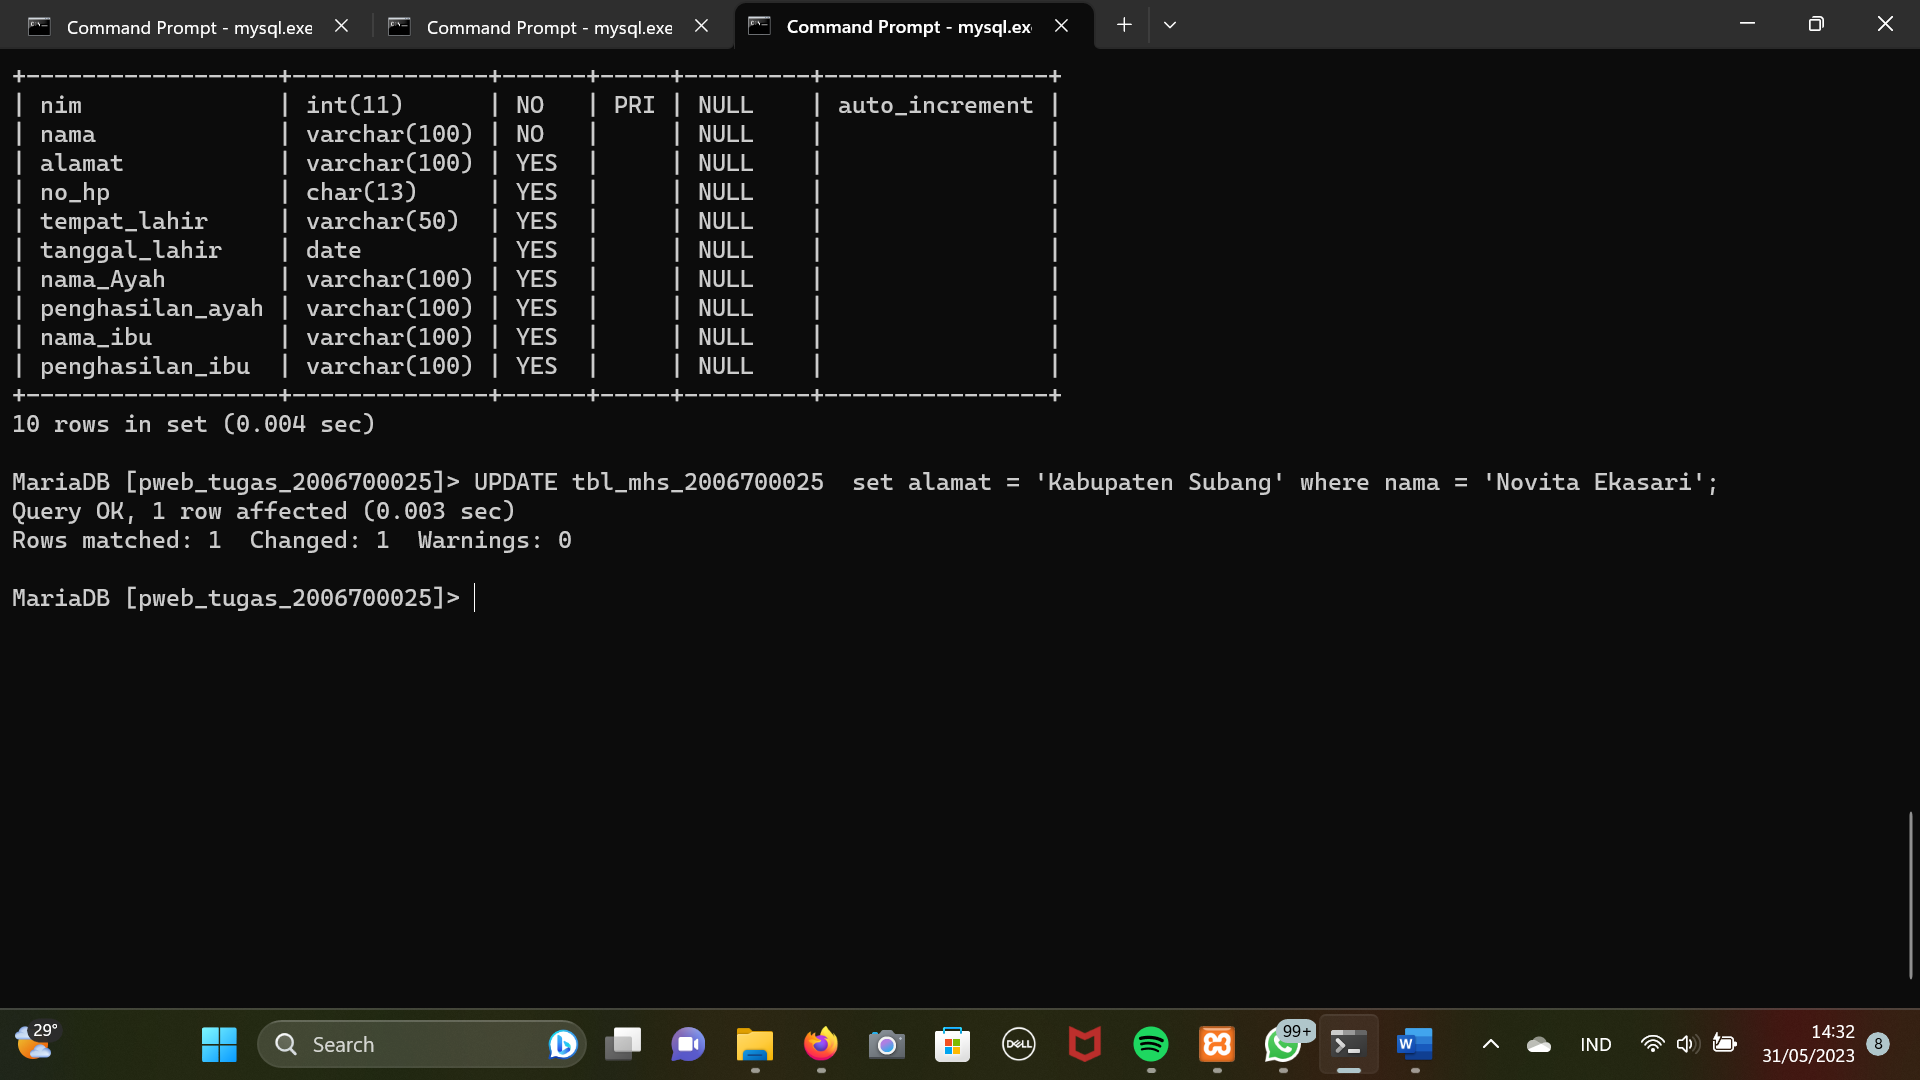 Command Prompt - mysql.exe
Command Prompt - mysql.exe
Command Prompt - mysql.ex
+------------------+--------------+------+-----+---------+----------------+
| nim              | int(11)      | NO   | PRI | NULL    | auto_increment |
| nama             | varchar(100) | NO   |     | NULL    |                |
| alamat           | varchar(100) | YES  |     | NULL    |                |
| no_hp            | char(13)     | YES  |     | NULL    |                |
| tempat_lahir     | varchar(50)  | YES  |     | NULL    |                |
| tanggal_lahir    | date         | YES  |     | NULL    |                |
| nama_Ayah        | varchar(100) | YES  |     | NULL    |                |
| penghasilan_ayah | varchar(100) | YES  |     | NULL    |                |
| nama_ibu         | varchar(100) | YES  |     | NULL    |                |
| penghasilan_ibu  | varchar(100) | YES  |     | NULL    |                |
+------------------+--------------+------+-----+---------+----------------+
10 rows in set (0.004 sec)
MariaDB [pweb_tugas_2006700025]> UPDATE tbl_mhs_2006700025  set alamat = 'Kabupaten Subang' where nama = 'Novita Ekasari';
Query OK, 1 row affected (0.003 sec)
Rows matched: 1  Changed: 1  Warnings: 0
MariaDB [pweb_tugas_2006700025]>
29°
Search
DELL
99+
W
IND
14:32
31/05/2023
8